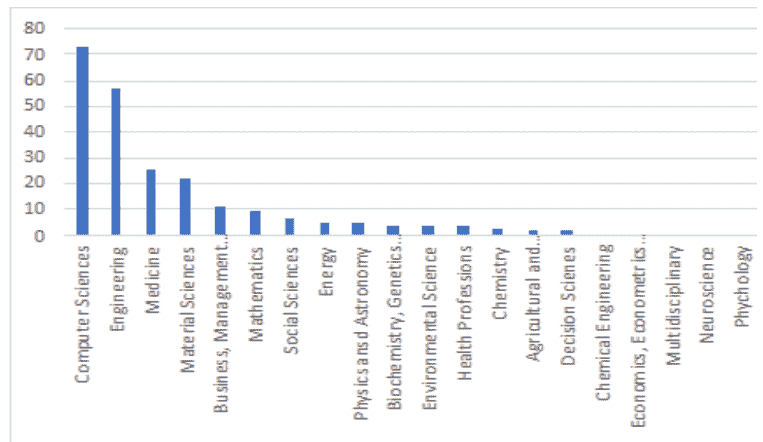 80
70
60
50
40
30
20
10
0
Computer Sciences
Engineering
Medicine
Material Sciences
Business, Management...
Mathematics
Social Sciences
Energy
Physics ansd Astronomy
Biochemistry, Genetics...
Environmental Science
Health Professions
Chemistry
Agricultural and...
Decision Scienes
Chemical Engineering
Economics, Econometrics...
Multidisciplinary
Neuroscience
Phychology